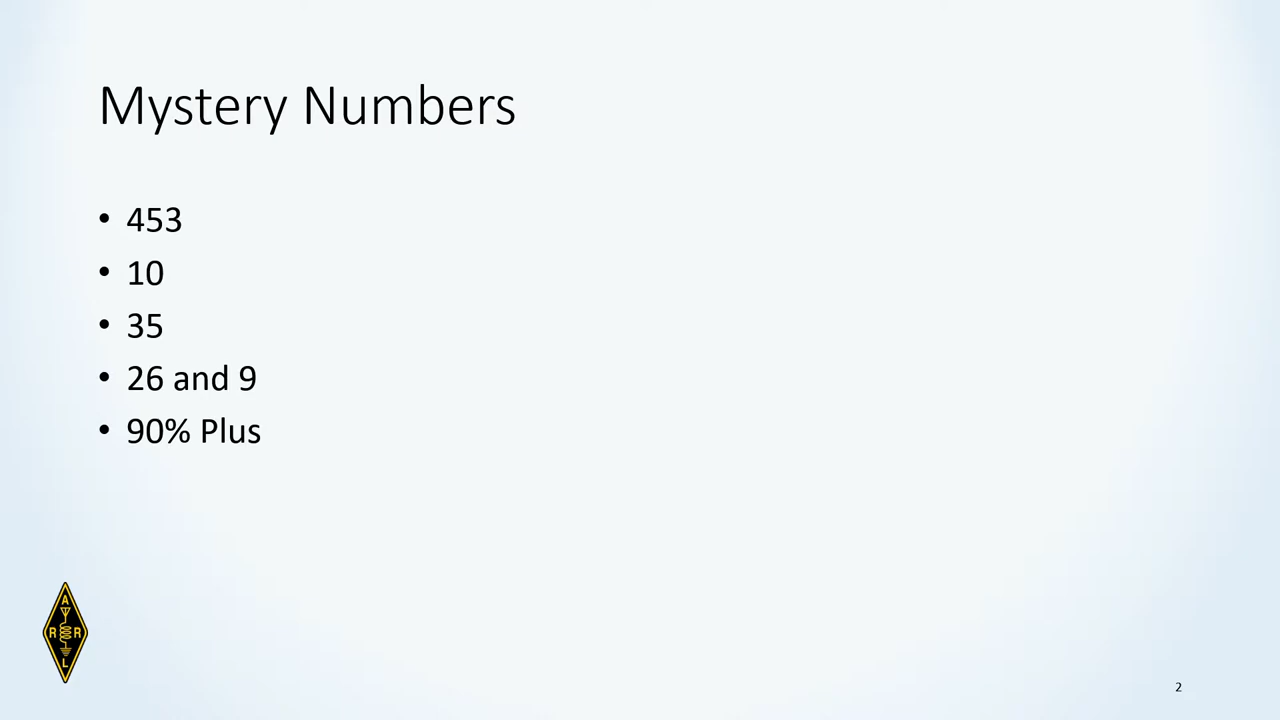 Mystery Numbers
• 453
• 10
• 35
• 26 and 9
• 90% Plus
A
R R
L
2